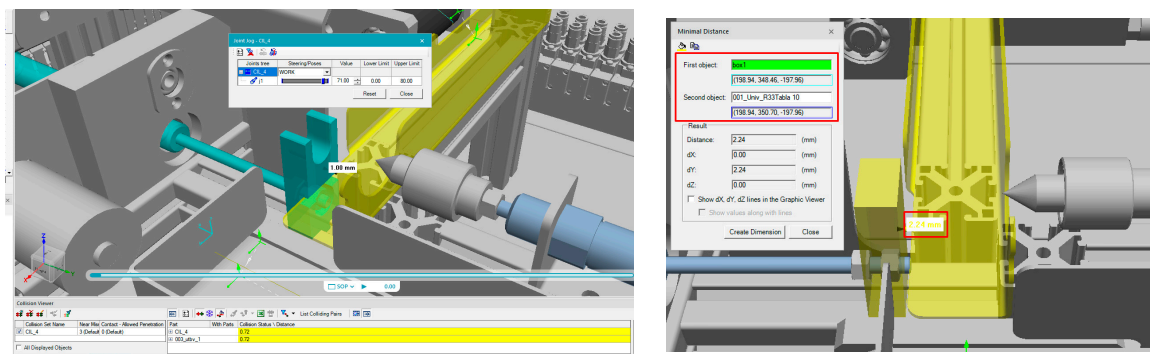 Joint Jog - CIL_4
Joints tree Steering/Poses Value Lower Limit Upper Limit
CIL_4 WORK
j1 71.00 0.00 80.00
Reset Close
1.00 mm
SOP 0.00
Collision Viewer
List Colliding Pairs
Collision Set Name Near Mis Contact - Allowed Penetration
CIL_4 3 (Default 0 (Default)
All Displayed Objects
Part With Parts Collision Status \ Distance
CIL_4 0.72
0.72
Minimal Distance
First object: box1
(198.94, 348.46, -197.96)
Second object: 001_Univ_R33Tabla 10
(198.94, 350.70, -197.96)
Result
Distance: 2.24 (mm)
dX: 0.00 (mm)
dY: 2.24 (mm)
dZ: 0.00 (mm)
Show dX, dY, dZ lines in the Graphic Viewer
Show values along with lines
Create Dimension Close
2.24 mm